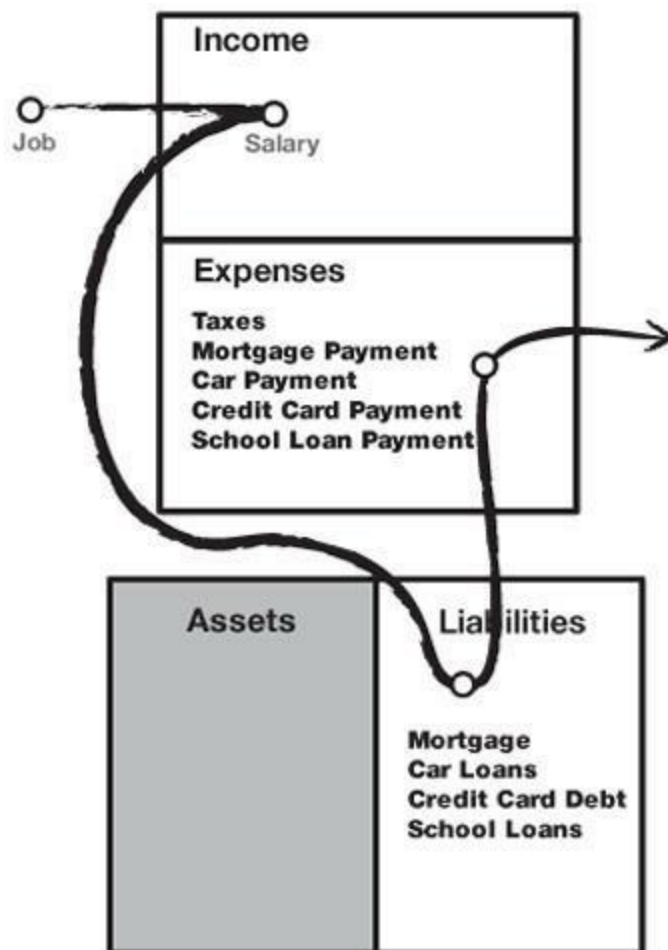 Income
Job
Salary
Expenses
Taxes
Mortgage Payment
Car Payment
Credit Card Payment
School Loan Payment
Assets
Liabilities
Mortgage
Car Loans
Credit Card Debt
School Loans